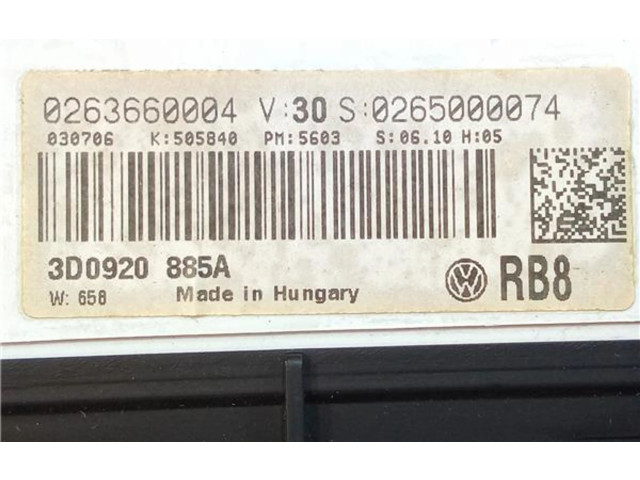 0263660004 V:30 S:0265000074
030706 K:505840 PM:5603 S:06.10 H:05
3D0920 885A
W: 658 Made in Hungary RB8